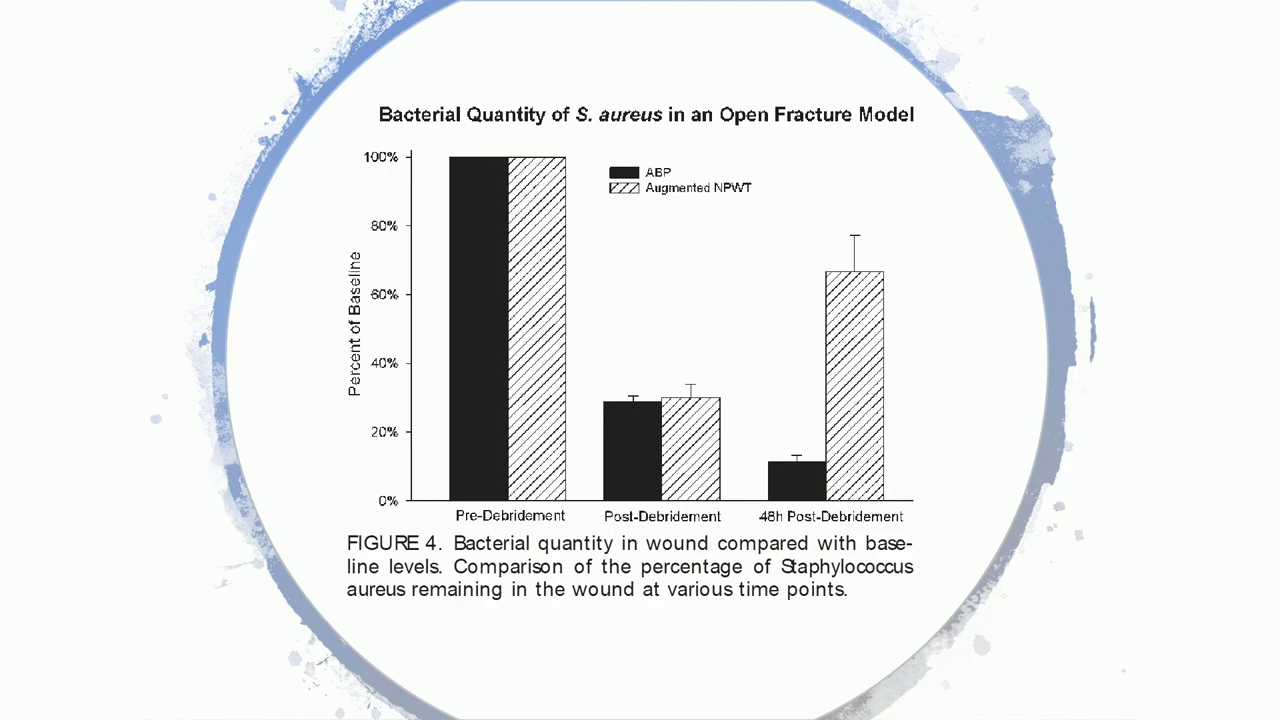 Bacterial Quantity of S. aureus in an Open Fracture Model
100%
80%
60%
40%
20%
0%
Percent of Baseline
ABP
Augmented NPWT
Pre-Debridement
Post-Debridement
48h Post-Debridement
FIGURE 4. Bacterial quantity in wound compared with base-
line levels. Comparison of the percentage of Staphylococcus
aureus remaining in the wound at various time points.